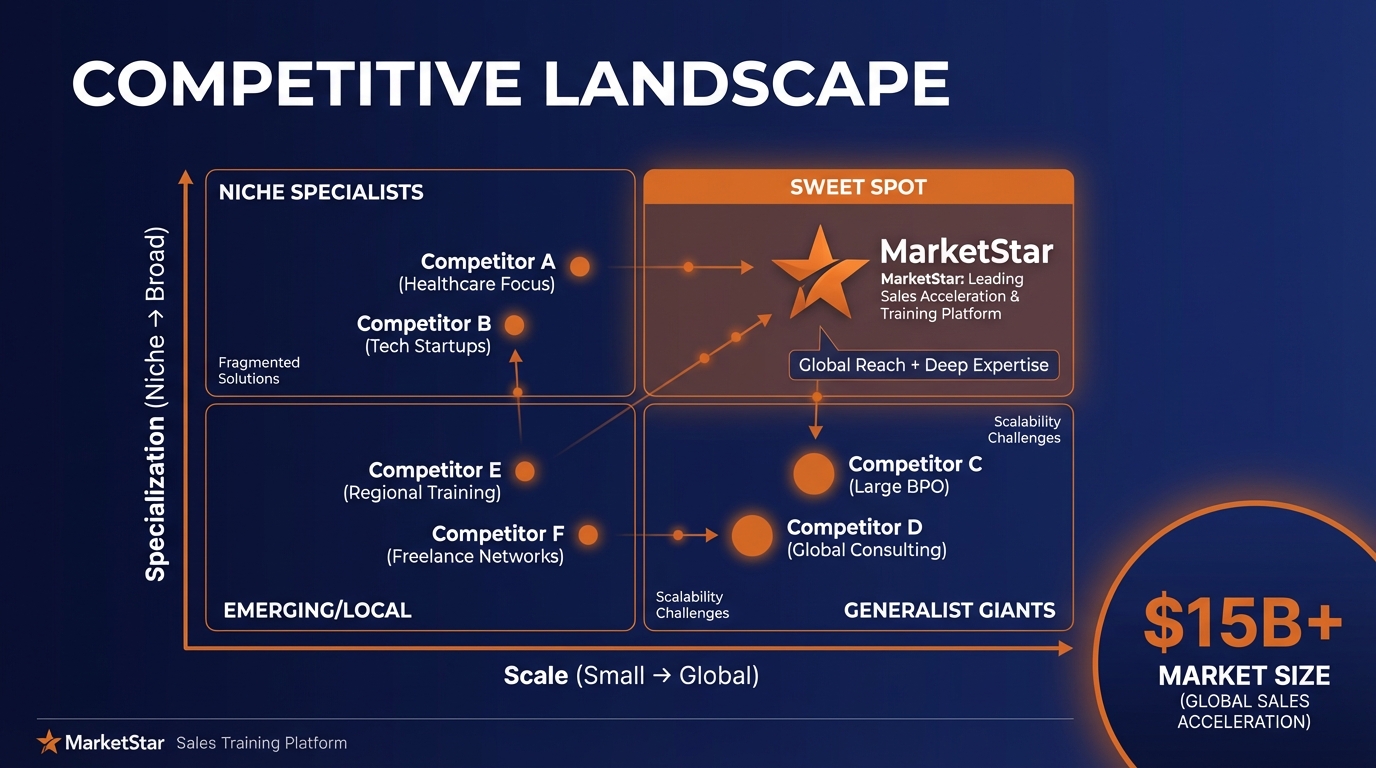 COMPETITIVE LANDSCAPE
Specialization (Niche → Broad)
NICHE SPECIALISTS
Competitor A
(Healthcare Focus)
Competitor B
(Tech Startups)
Fragmented
Solutions
SWEET SPOT
MarketStar
MarketStar: Leading
Sales Acceleration &
Training Platform
Global Reach + Deep Expertise
Competitor E
(Regional Training)
Competitor F
(Freelance Networks)
EMERGING/LOCAL
Scalability
Challenges
Competitor C
(Large BPO)
Competitor D
(Global Consulting)
Scalability
Challenges
GENERALIST GIANTS
Scale (Small → Global)
$15B+
MARKET SIZE
(GLOBAL SALES
ACCELERATION)
MarketStar Sales Training Platform